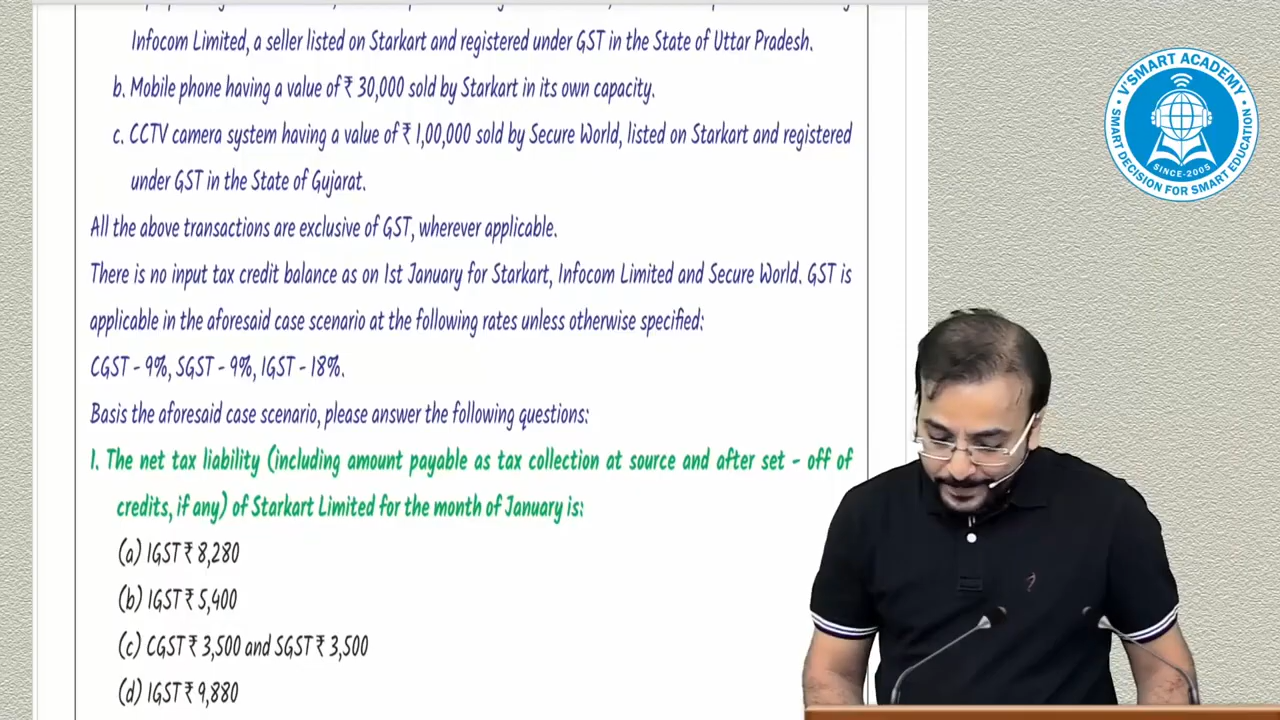 Infocom Limited, a seller listed on Starkart and registered under GST in the State of Uttar Pradesh.
b. Mobile phone having a value of ₹ 30,000 sold by Starkart in its own capacity.
c. CCTV camera system having a value of ₹ 1,00,000 sold by Secure World, listed on Starkart and registered
under GST in the State of Gujarat.
All the above transactions are exclusive of GST, wherever applicable.
There is no input tax credit balance as on 1st January for Starkart, Infocom Limited and Secure World. GST is
applicable in the aforesaid case scenario at the following rates unless otherwise specified:
CGST - 9%, SGST - 9%, IGST - 18%.
Basis the aforesaid case scenario, please answer the following questions:
1. The net tax liability (including amount payable as tax collection at source and after set - off of
credits, if any) of Starkart Limited for the month of January is:
(a) IGST ₹ 8,280
(b) IGST ₹ 5,400
(c) CGST ₹ 3,500 and SGST ₹ 3,500
(d) IGST ₹ 9,880
V'SMART ACADEMY
SINCE-2005
SMART DECISION FOR SMART EDUCATION